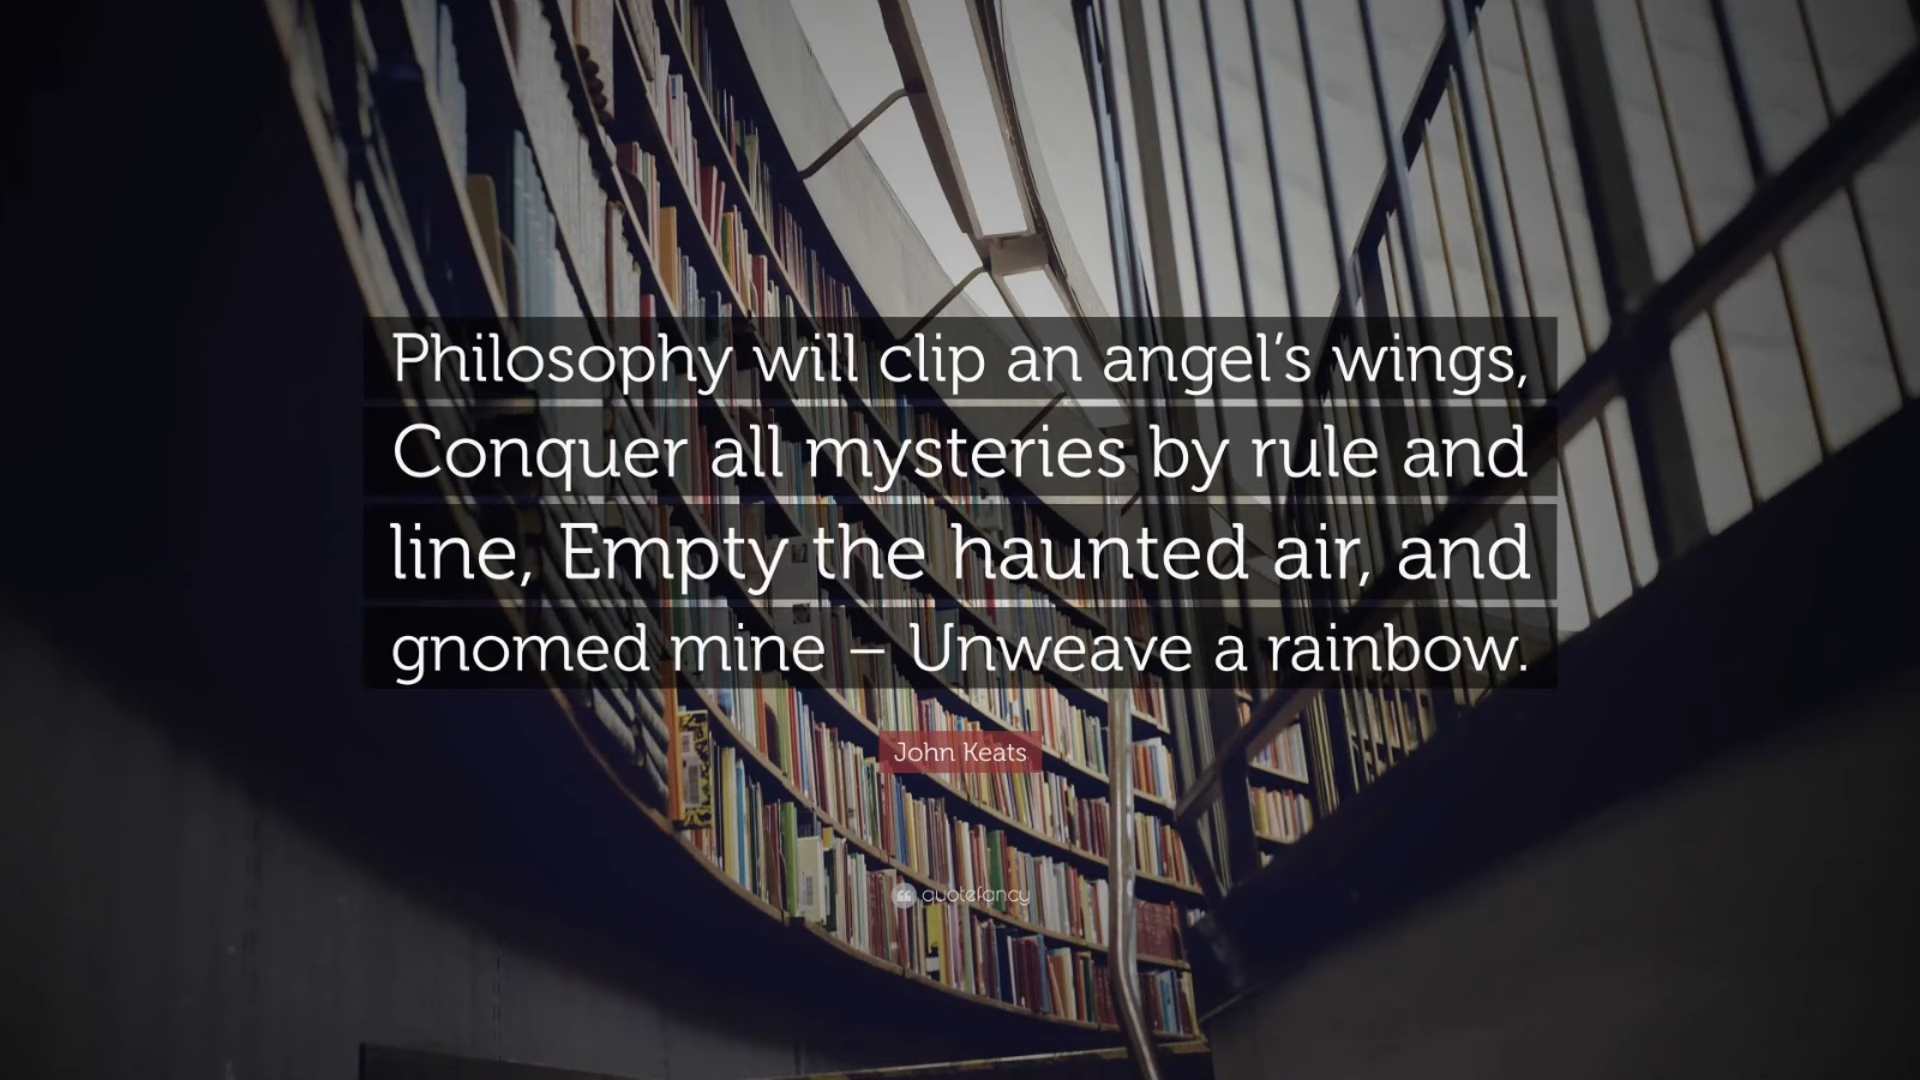 Philosophy will clip an angel’s wings,
Conquer all mysteries by rule and
line, Empty the haunted air, and
gnomed mine – Unweave a rainbow.
John Keats
quotefancy